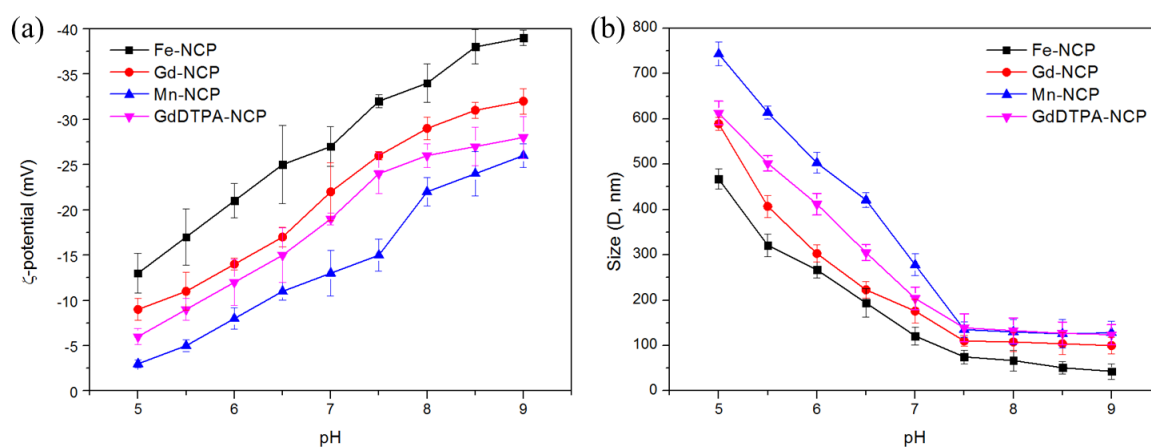 (a)
Fe-NCP
Gd-NCP
Mn-NCP
GdDTPA-NCP
-40
-35
-30
-25
-20
-15
-10
-5
0
ζ-potential (mV)
5 6 7 8 9
pH
(b)
Fe-NCP
Gd-NCP
Mn-NCP
GdDTPA-NCP
800
700
600
500
400
300
200
100
0
Size (D, nm)
5 6 7 8 9
pH